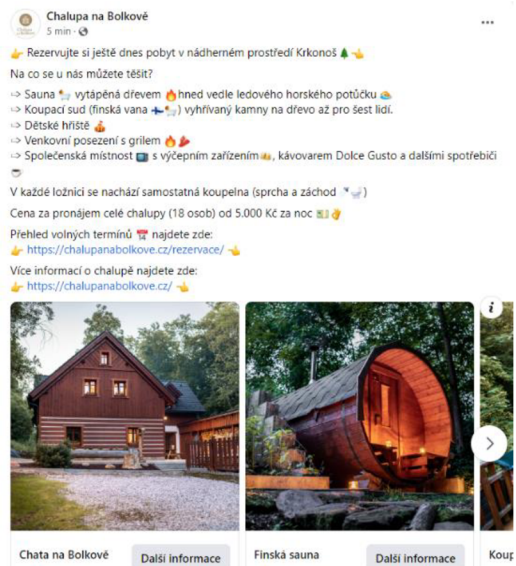 Chalupa na Bolkově
5 min ·
👉 Rezervujte si ještě dnes pobyt v nádherném prostředí Krkonoš 🌲👈
Na co se u nás můžete těšit?
➯ Sauna 🛀 vytápěná dřevem 🔥hned vedle ledového horského potůčku 🏊
➯ Koupací sud (finská vana 🇫🇮🛀) vyhřívaný kamny na dřevo až pro šest lidí.
➯ Dětské hřiště 🎪
➯ Venkovní posezení s grilem 🔥🌶️
➯ Společenská místnost 📺 s výčepním zařízením🍻, kávovarem Dolce Gusto a dalšími spotřebiči
☕
V každé ložnici se nachází samostatná koupelna (sprcha a záchod 🚿🚽)
Cena za pronájem celé chalupy (18 osob) od 5.000 Kč za noc 💵👌
Přehled volných termínů 📅 najdete zde:
👉 https://chalupanabolkove.cz/rezervace/ 👈
Více informací o chalupě najdete zde:
👉 https://chalupanabolkove.cz/ 👈
Chata na Bolkově
Další informace
Finská sauna
Další informace
Koup